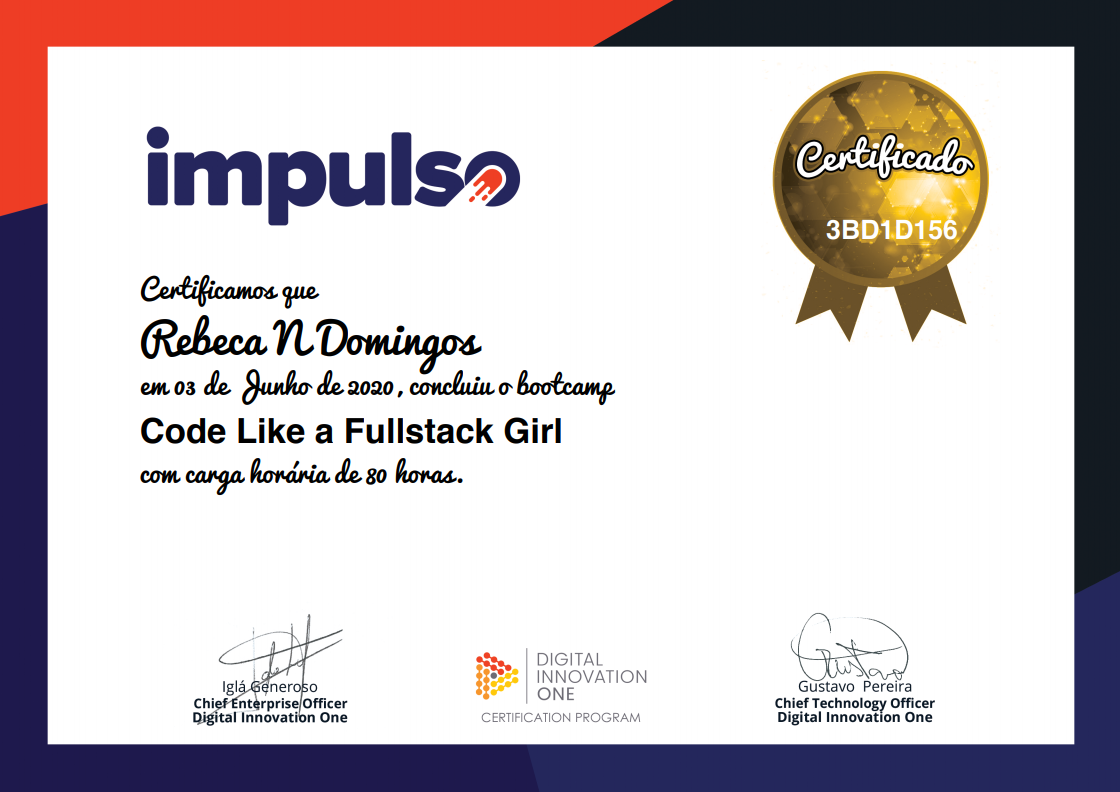 impulso
Certificado
3BD1D156
Certificamos que
Rebeca N Domingos
em 03 de Junho de 2020, concluiu o bootcamp
Code Like a Fullstack Girl
com carga horária de 80 horas.
Iglá Generoso
Chief Enterprise Officer
Digital Innovation One
DIGITAL
INNOVATION
ONE
CERTIFICATION PROGRAM
Gustavo
Gustavo Pereira
Chief Technology Officer
Digital Innovation One